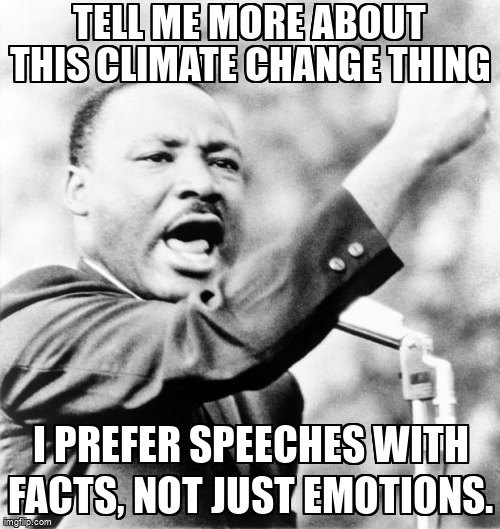 TELL ME MORE ABOUT
THIS CLIMATE CHANGE THING
I PREFER SPEECHES WITH
FACTS, NOT JUST EMOTIONS.
imgflip.com